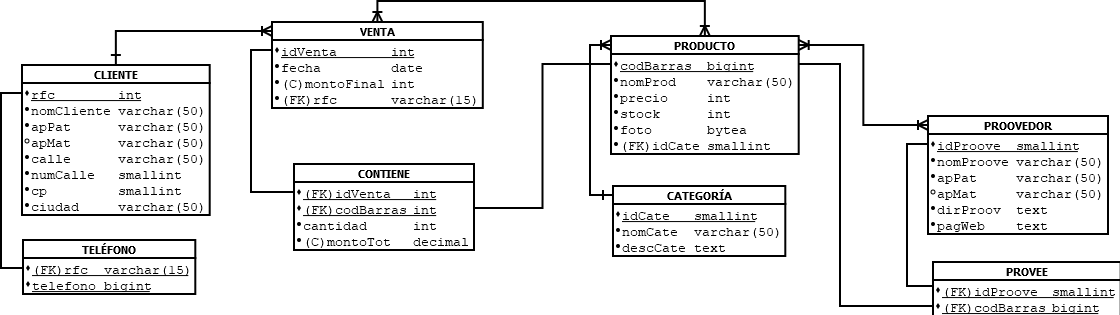 CLIENTE
rfc int
nomCliente varchar(50)
apPat varchar(50)
apMat varchar(50)
calle varchar(50)
numCalle smallint
cp smallint
ciudad varchar(50)
TELÉFONO
(FK)rfc varchar(15)
telefono bigint
VENTA
idVenta int
fecha date
(C)montoFinal int
(FK)rfc varchar(15)
CONTIENE
(FK)idVenta int
(FK)codBarras int
cantidad int
(C)montoTot decimal
PRODUCTO
codBarras bigint
nomProd varchar(50)
precio int
stock int
foto bytea
(FK)idCate smallint
CATEGORÍA
idCate smallint
nomCate varchar(50)
descCate text
PROOVEDOR
idProove smallint
nomProove varchar(50)
apPat varchar(50)
apMat varchar(50)
dirProov text
pagWeb text
PROVEE
(FK)idProove smallint
(FK)codBarras bigint